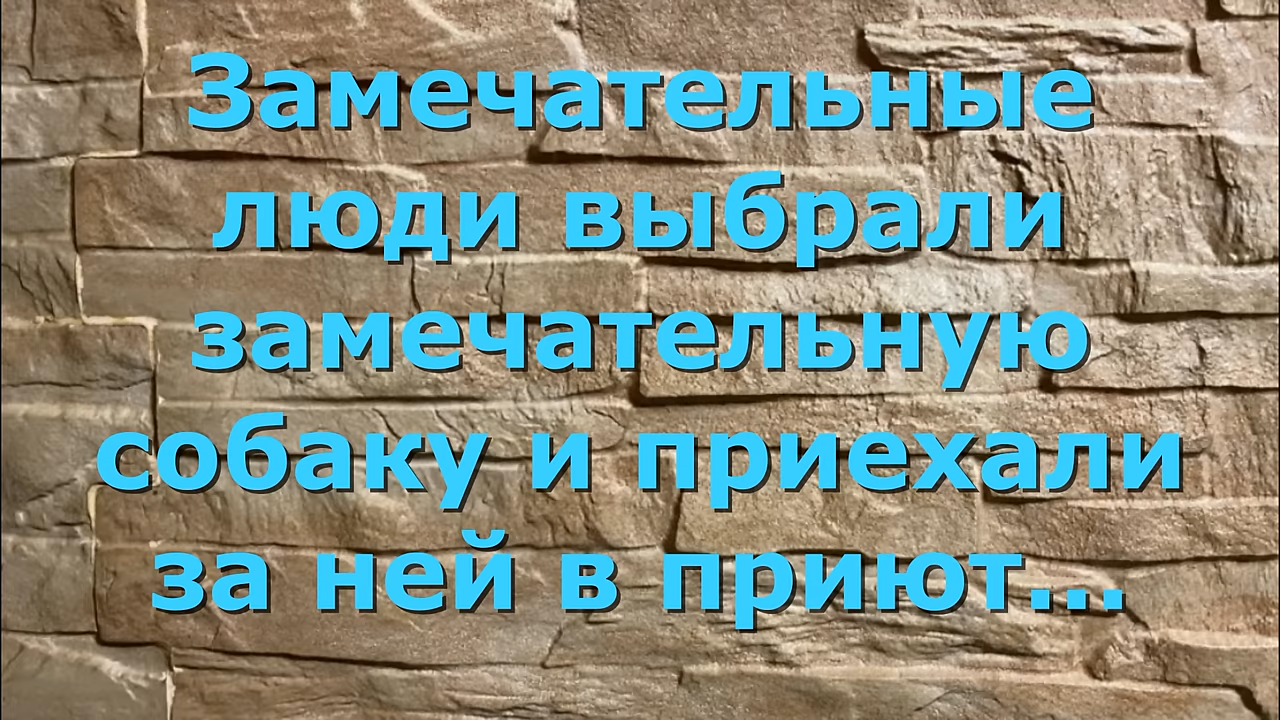 Замечательные
люди выбрали
замечательную
собаку и приехали
за ней в приют...